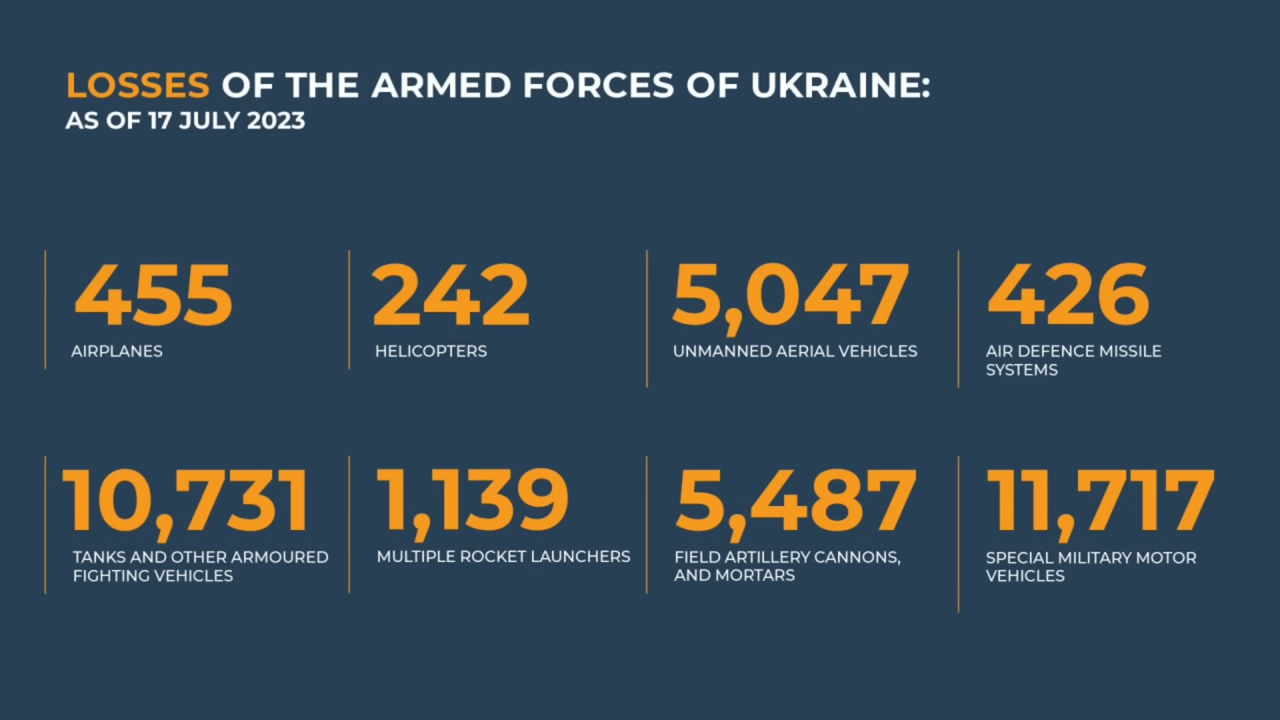 LOSSES OF THE ARMED FORCES OF UKRAINE:
AS OF 17 JULY 2023
455
AIRPLANES
242
HELICOPTERS
5,047
UNMANNED AERIAL VEHICLES
426
AIR DEFENCE MISSILE
SYSTEMS
10,731
TANKS AND OTHER ARMOURED
FIGHTING VEHICLES
1,139
MULTIPLE ROCKET LAUNCHERS
5,487
FIELD ARTILLERY CANNONS,
AND MORTARS
11,717
SPECIAL MILITARY MOTOR
VEHICLES